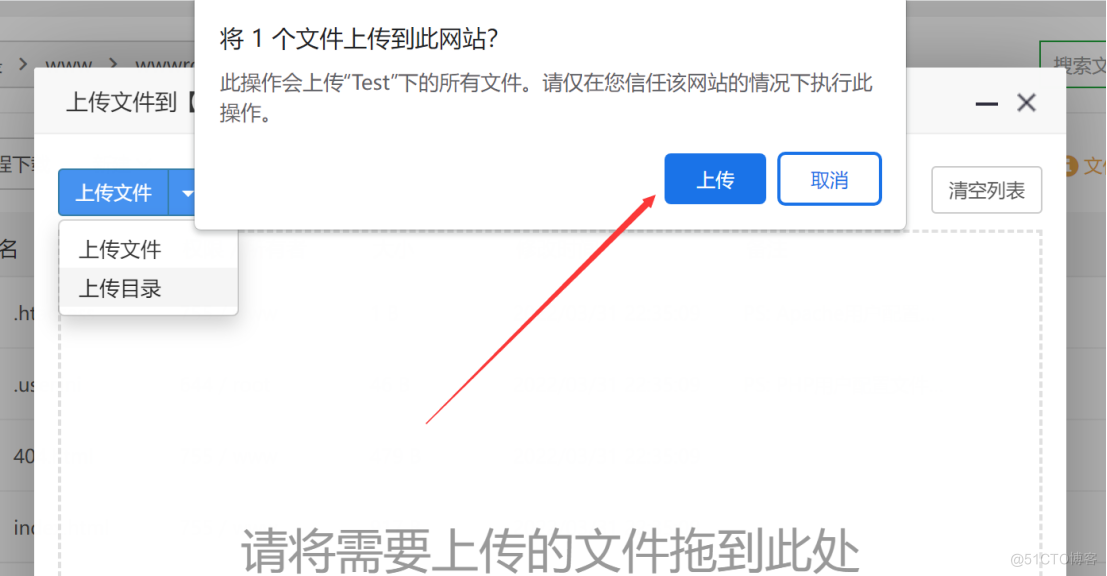 将 1 个文件上传到此网站?
此操作会上传“Test”下的所有文件。请仅在您信任该网站的情况下执行此
操作。
上传
取消
www
搜索文
上传文件到【
程下
文
上传文件
清空列表
名
上传文件
上传目录
.ht
.us
40
请将需要上传的文件拖到此处
@51CTO博客